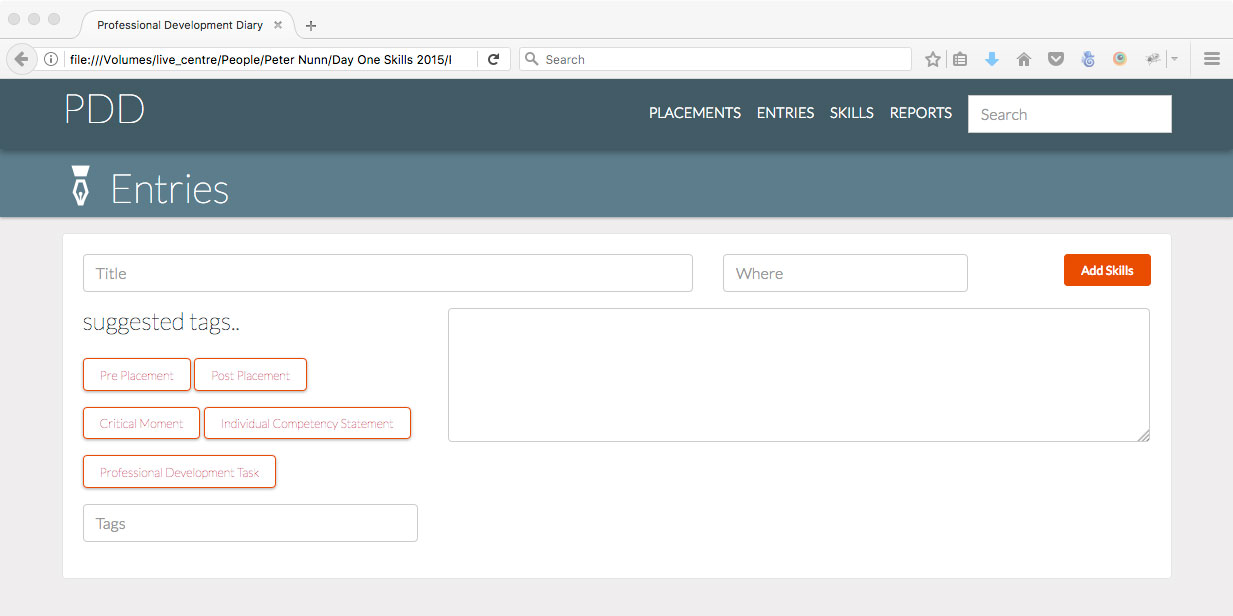 Professional Development Diary
file:///Volumes/live_centre/People/Peter Nunn/Day One Skills 2015/I
Search
PDD
PLACEMENTS ENTRIES SKILLS REPORTS Search
Entries
Title Where Add Skills
suggested tags..
Pre Placement Post Placement
Critical Moment Individual Competency Statement
Professional Development Task
Tags